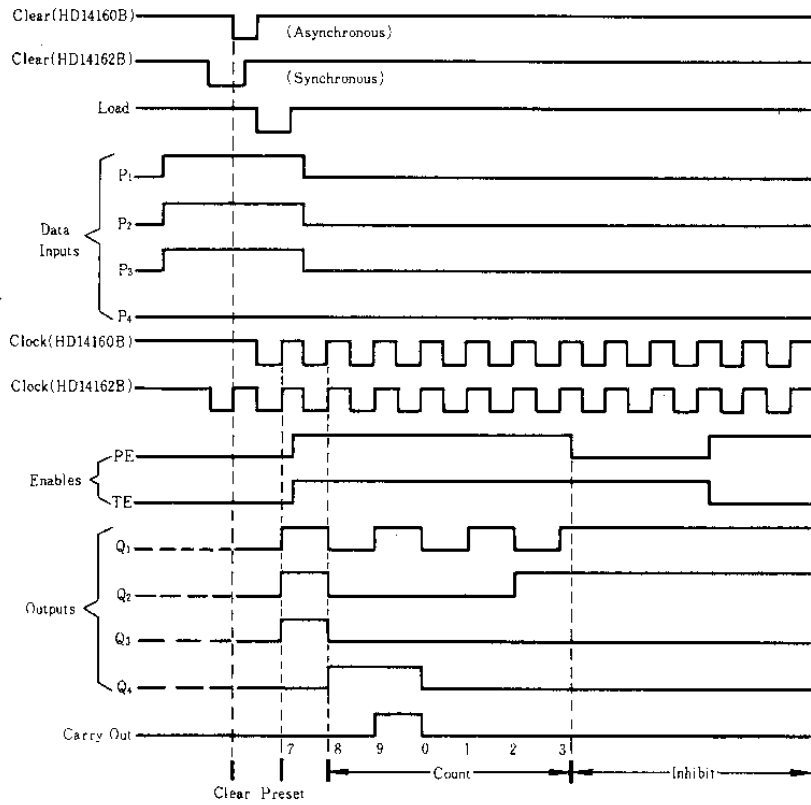 Clear(HD14160B)
(Asynchronous)
Clear(HD14162B)
(Synchronous)
Load
P₁
P₂
Data
Inputs
P₃
P₄
Clock(HD14160B)
Clock(HD14162B)
PE
Enables
TE
Q₁
Q₂
Outputs
Q₃
Q₄
Carry Out
7 8 9 0 1 2 3
Count Inhibit
Clear Preset